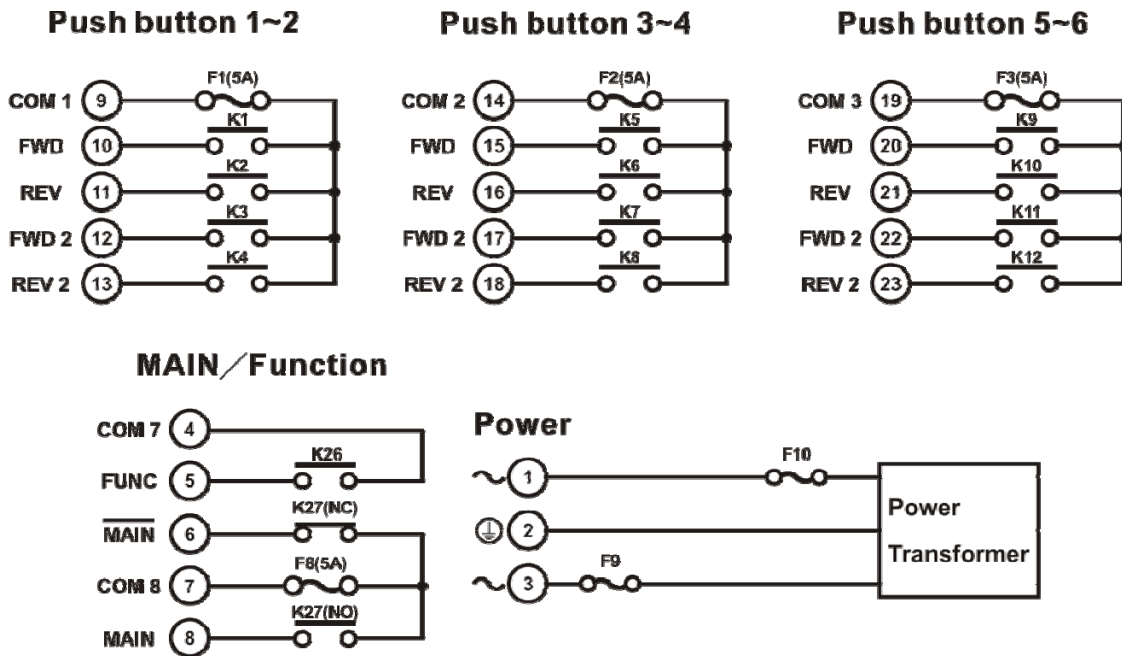 Push button 1~2
COM 1 9 F1(5A)
FWD 10 K1
REV 11 K2
FWD 2 12 K3
REV 2 13 K4
Push button 3~4
COM 2 14 F2(5A)
FWD 15 K5
REV 16 K6
FWD 2 17 K7
REV 2 18 K8
Push button 5~6
COM 3 19 F3(5A)
FWD 20 K9
REV 21 K10
FWD 2 22 K11
REV 2 23 K12
MAIN／Function
COM 7 4
FUNC 5 K26
MAIN 6 K27(NC)
COM 8 7 F8(5A)
MAIN 8 K27(NO)
Power
~ 1 F10
2
~ 3 F9
Power
Transformer